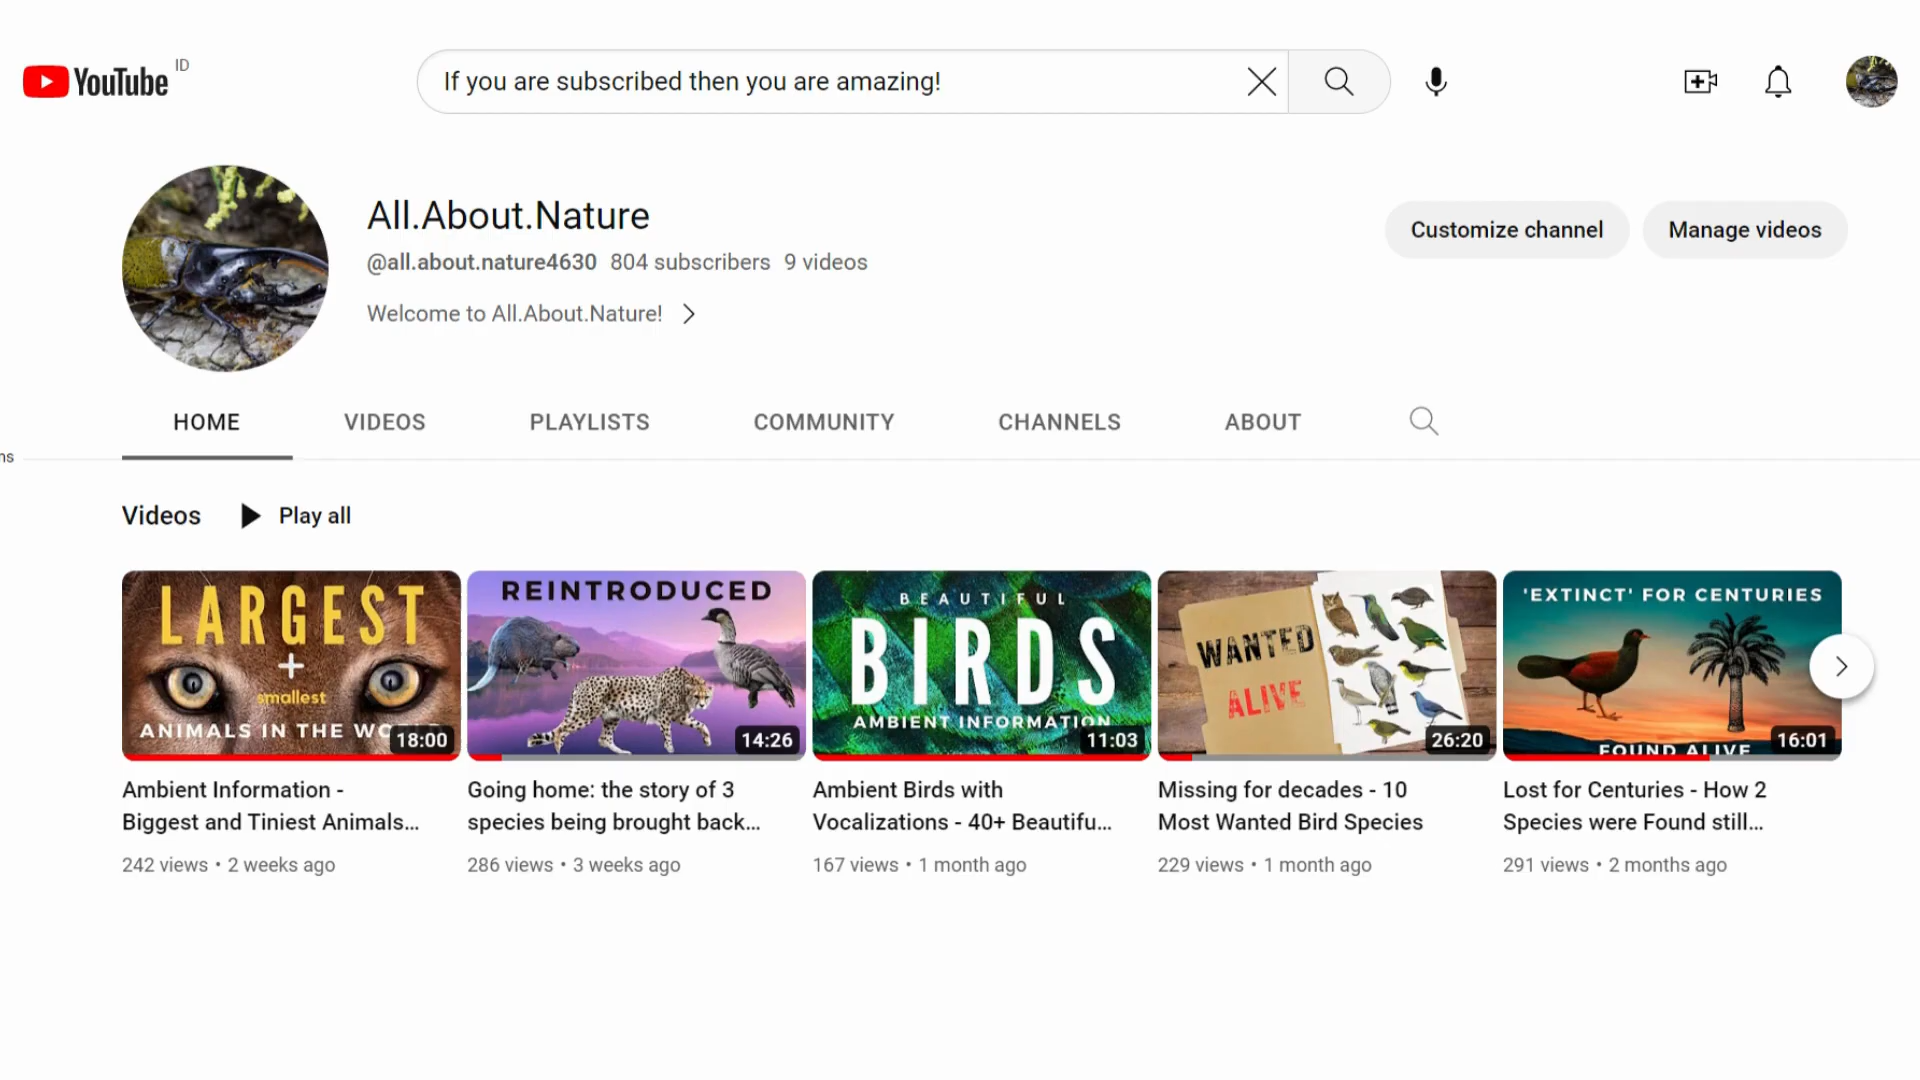 YouTube ID
If you are subscribed then you are amazing!
All.About.Nature
@all.about.nature4630 804 subscribers 9 videos
Customize channel
Manage videos
Welcome to All.About.Nature!
HOME VIDEOS PLAYLISTS COMMUNITY CHANNELS ABOUT
ns
Videos Play all
LARGEST
+
smallest
ANIMALS IN THE WO
18:00
Ambient Information -
Biggest and Tiniest Animals...
242 views • 2 weeks ago
REINTRODUCED
14:26
Going home: the story of 3
species being brought back...
286 views • 3 weeks ago
BEAUTIFUL
BIRDS
AMBIENT INFORMATION
11:03
Ambient Birds with
Vocalizations - 40+ Beautifu...
167 views • 1 month ago
WANTED
ALIVE
26:20
Missing for decades - 10
Most Wanted Bird Species
229 views • 1 month ago
'EXTINCT' FOR CENTURIES
FOUND ALIVE
16:01
Lost for Centuries - How 2
Species were Found still...
291 views • 2 months ago